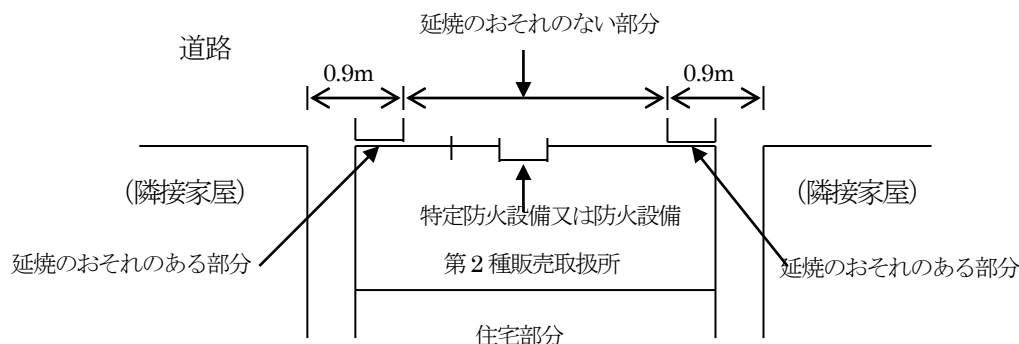 延焼のおそれのない部分
道路
0.9m
0.9m
(隣接家屋)
(隣接家屋)
特定防火設備又は防火設備
延焼のおそれのある部分
第2種販売取扱所
延焼のおそれのある部分
住宅部分